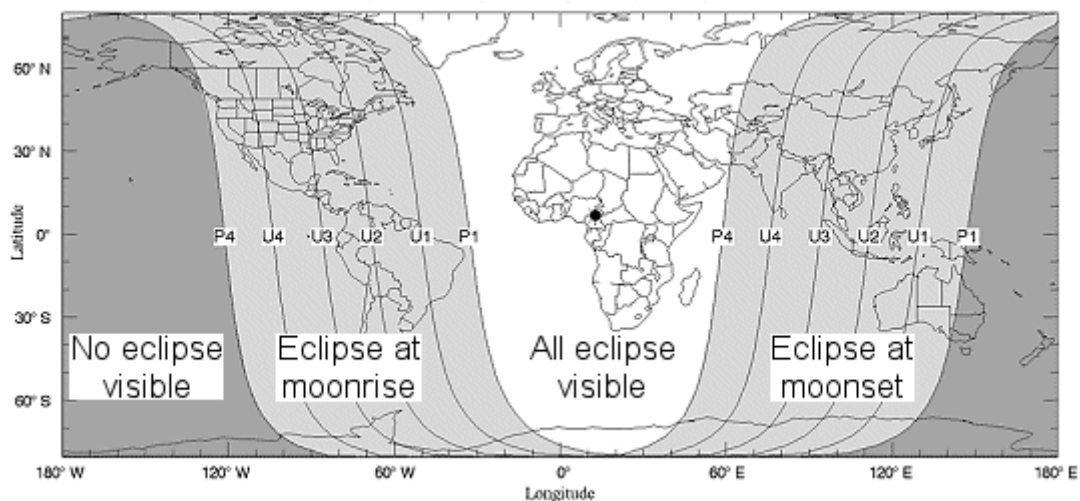 60° N
30° N
0°
30° S
60° S
Latitude
P4 U4 U3 U2 U1 P1
P4 U4 U3 U2 U1 P1
No eclipse
visible
Eclipse at
moonrise
All eclipse
visible
Eclipse at
moonset
180° W 120° W 60° W 0° 60° E 120° E 180° E
Longitude